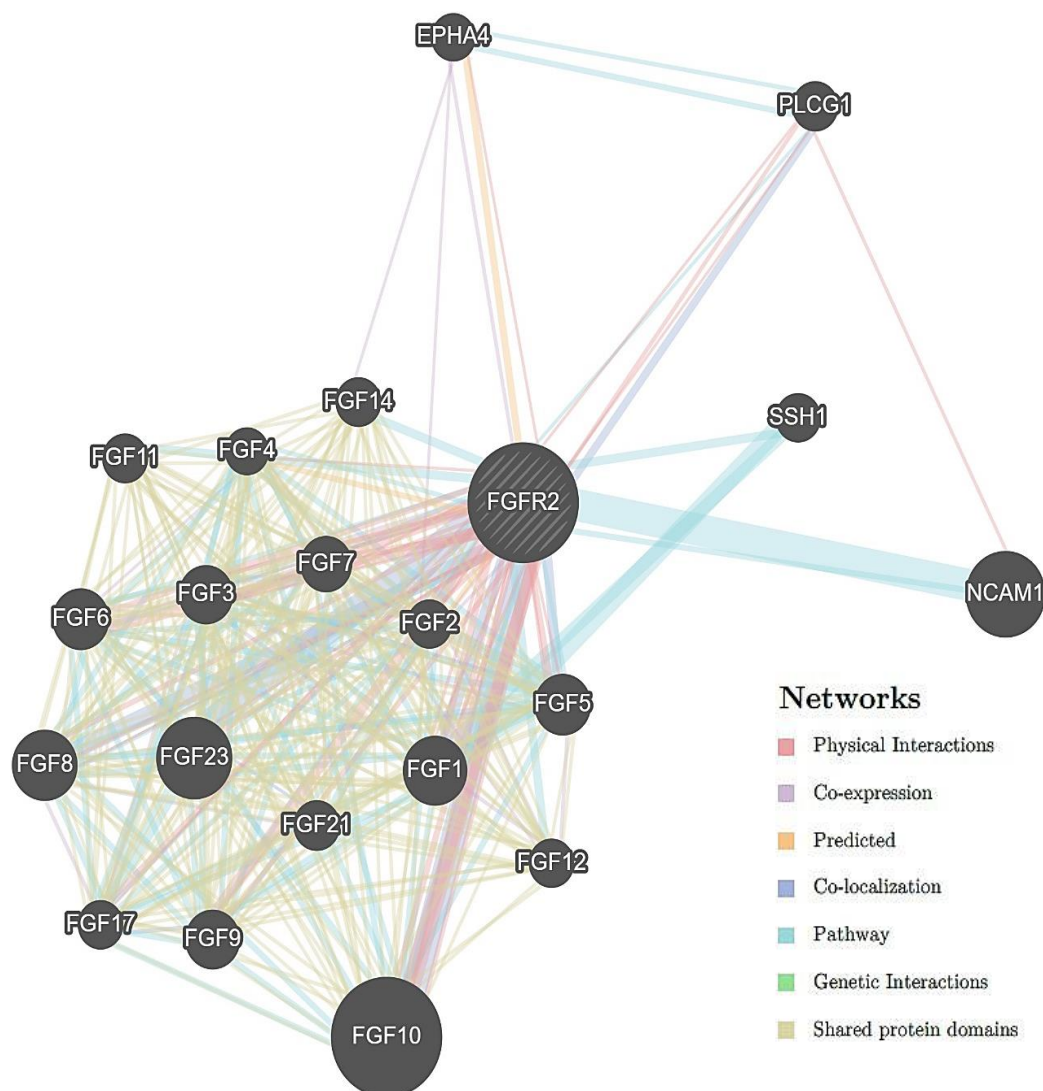 EPHA4
PLCG1
FGF14
SSH1
FGF11
FGF4
FGFR2
FGF7
FGF3
FGF6
FGF2
NCAM1
FGF5
FGF8
FGF23
FGF1
FGF21
FGF12
FGF17
FGF9
FGF10
Networks
Physical Interactions
Co-expression
Predicted
Co-localization
Pathway
Genetic Interactions
Shared protein domains